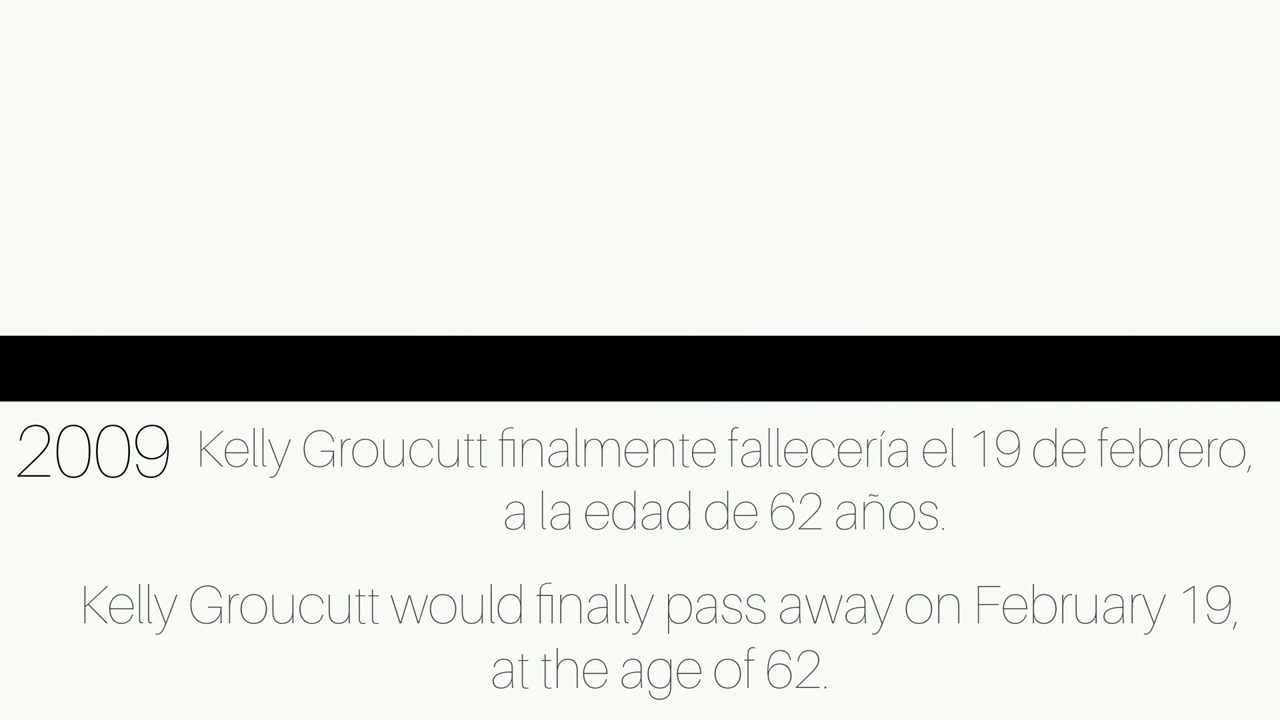 2009 Kelly Groucutt finalmente fallecería el 19 de febrero,
a la edad de 62 años.
Kelly Groucutt would finally pass away on February 19,
at the age of 62.